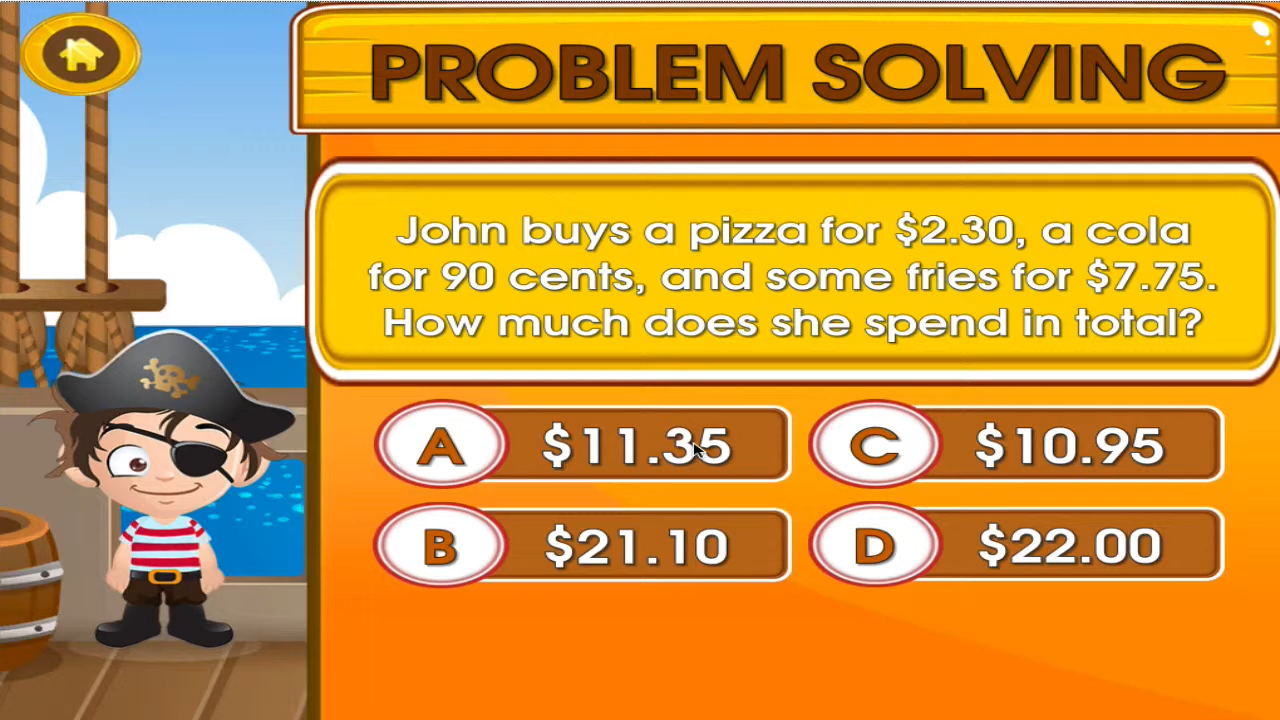 PROBLEM SOLVING
John buys a pizza for $2.30, a cola
for 90 cents, and some fries for $7.75.
How much does she spend in total?
A $11.35
C $10.95
B $21.10
D $22.00